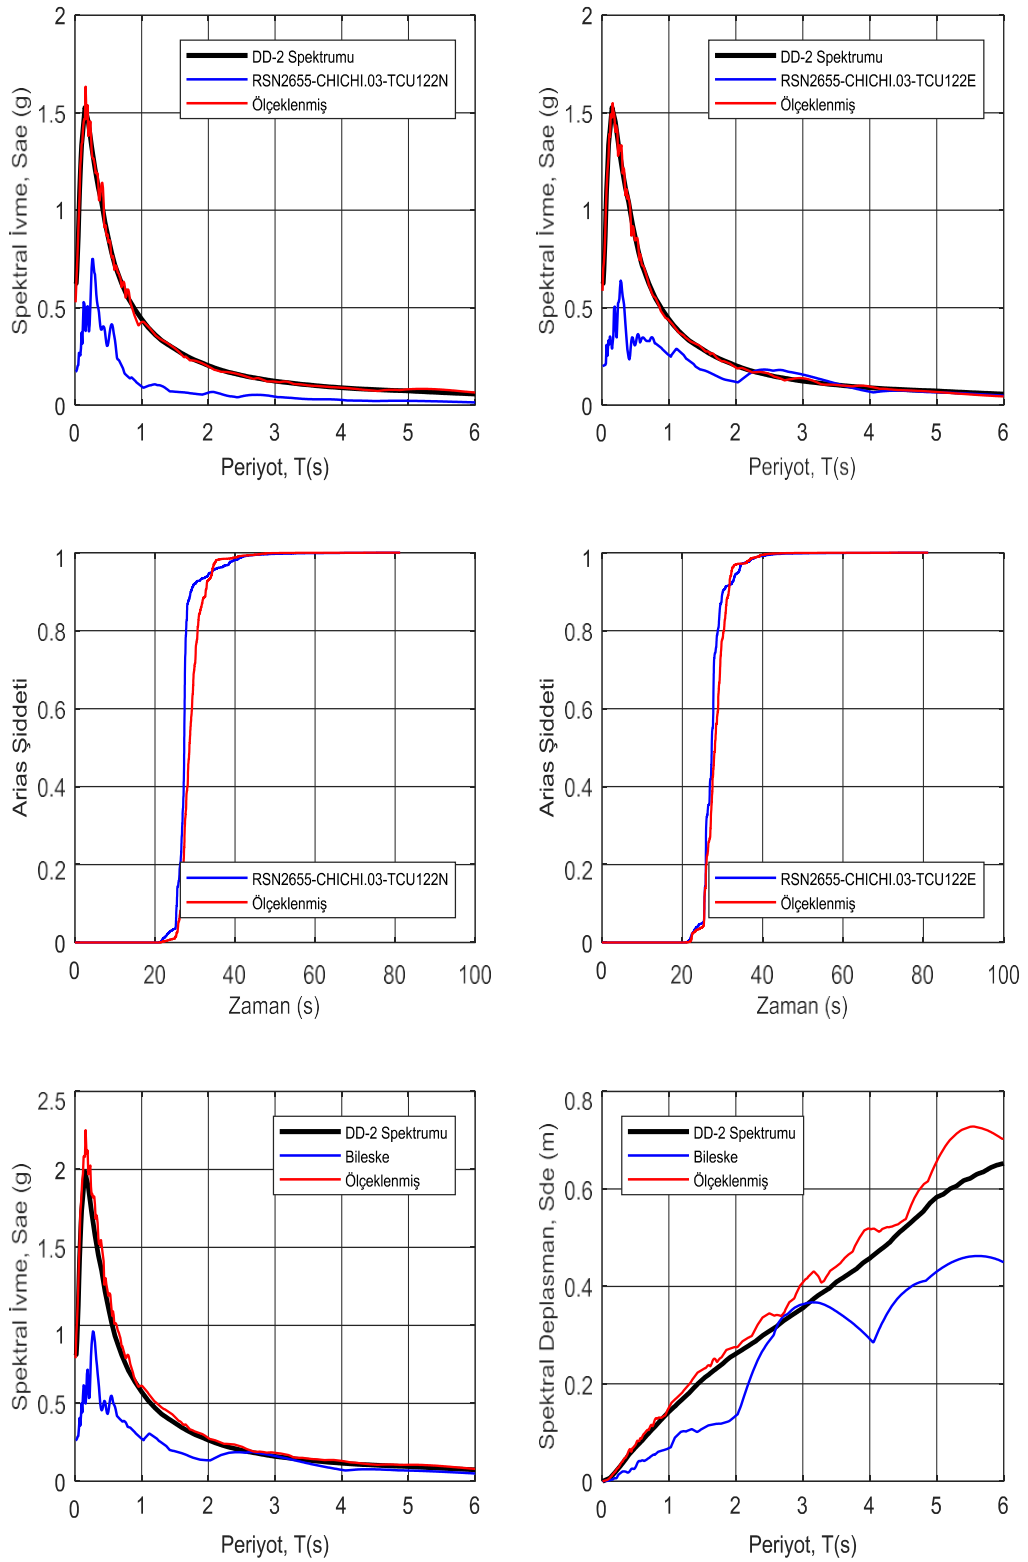 2
1.5
1
0.5
0
Spektral İvme, Sae (g)
DD-2 Spektrumu
RSN2655-CHICHI.03-TCU122N
Ölçeklenmiş
0 1 2 3 4 5 6
Periyot, T(s)
2
1.5
1
0.5
0
Spektral İvme, Sae (g)
DD-2 Spektrumu
RSN2655-CHICHI.03-TCU122E
Ölçeklenmiş
0 1 2 3 4 5 6
Periyot, T(s)
1
0.8
0.6
0.4
0.2
0
Arias Şiddeti
RSN2655-CHICHI.03-TCU122N
Ölçeklenmiş
0 20 40 60 80 100
Zaman (s)
1
0.8
0.6
0.4
0.2
0
Arias Şiddeti
RSN2655-CHICHI.03-TCU122E
Ölçeklenmiş
0 20 40 60 80 100
Zaman (s)
2.5
2
1.5
1
0.5
0
Spektral İvme, Sae (g)
DD-2 Spektrumu
Bileske
Ölçeklenmiş
0 1 2 3 4 5 6
Periyot, T(s)
0.8
0.6
0.4
0.2
0
Spektral Deplasman, Sde (m)
DD-2 Spektrumu
Bileske
Ölçeklenmiş
0 1 2 3 4 5 6
Periyot, T(s)